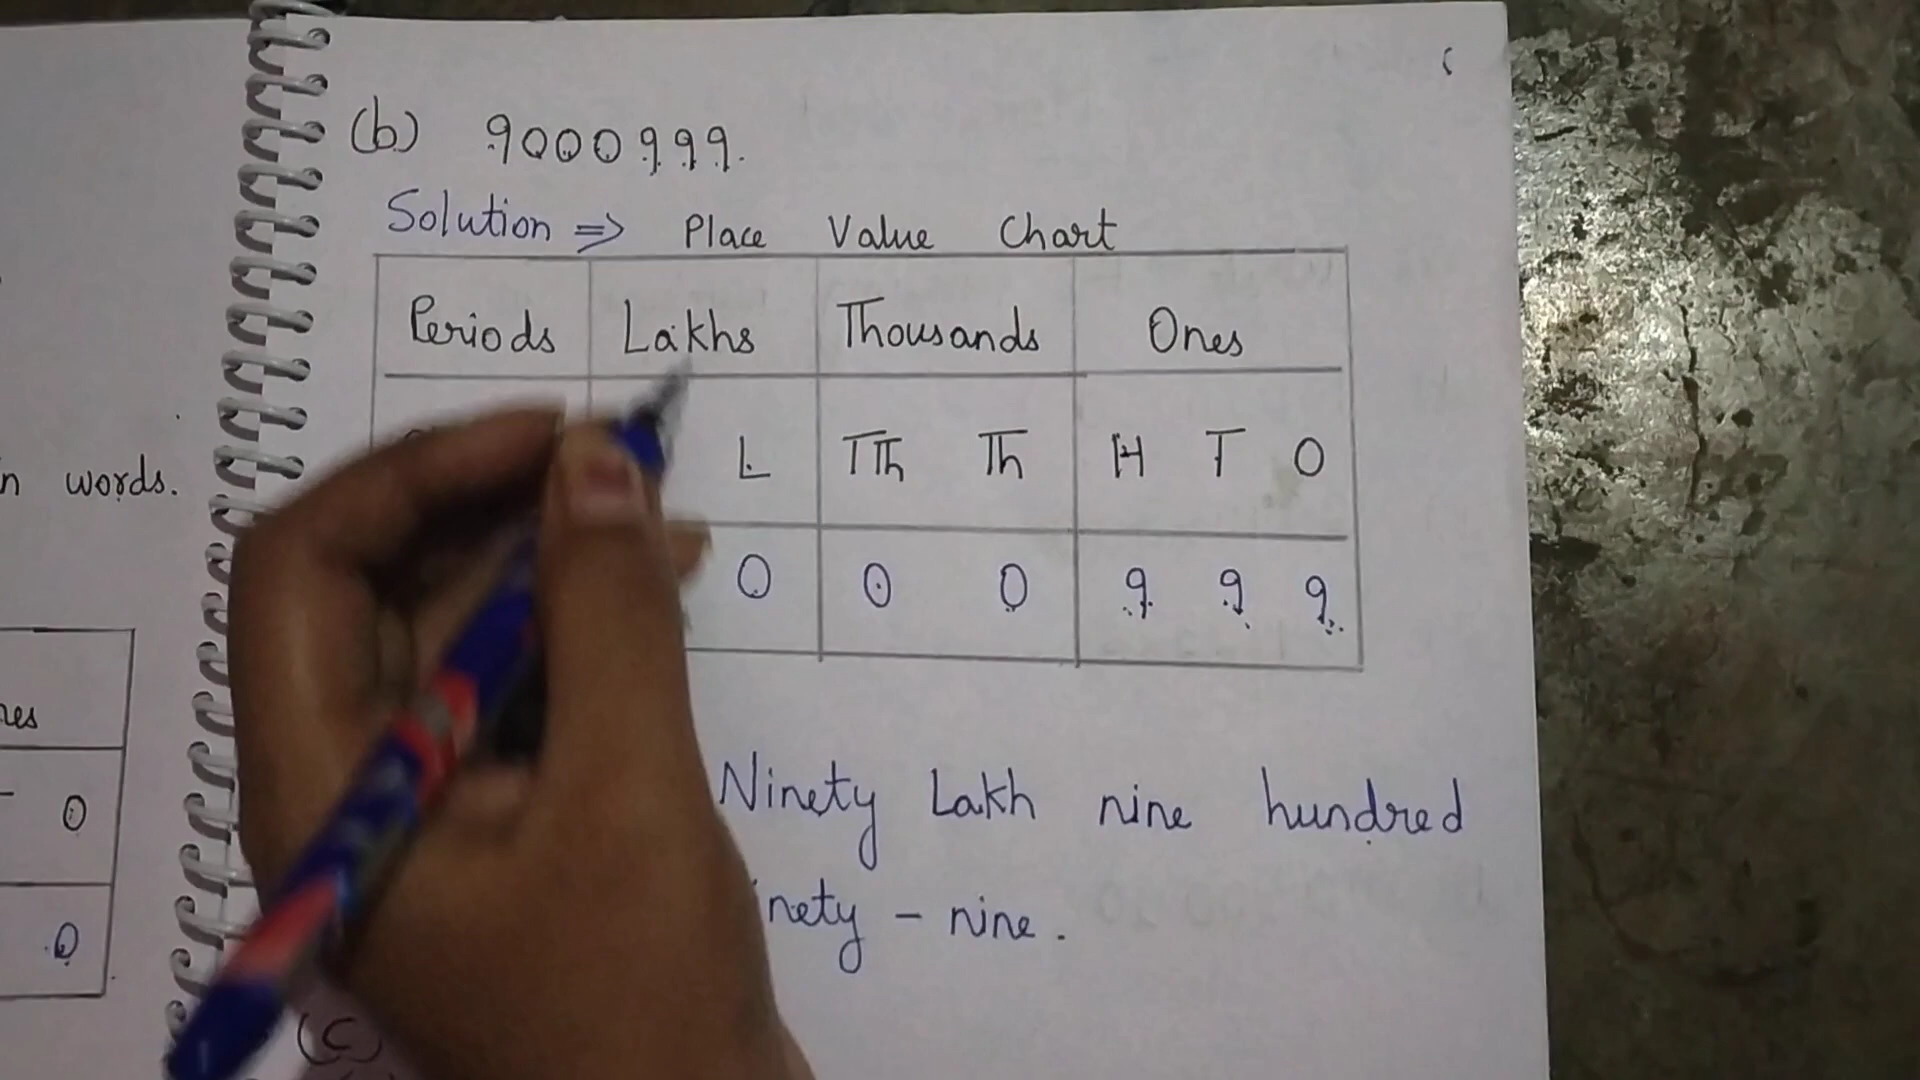 (b) 9000999.
Solution ⇒ Place Value Chart
Periods Lakhs Thousands Ones
L TTh Th H T O
0 0 0 9 9 9
Ninety Lakh nine hundred
nety - nine.
n words.
nes
0
0
(c)